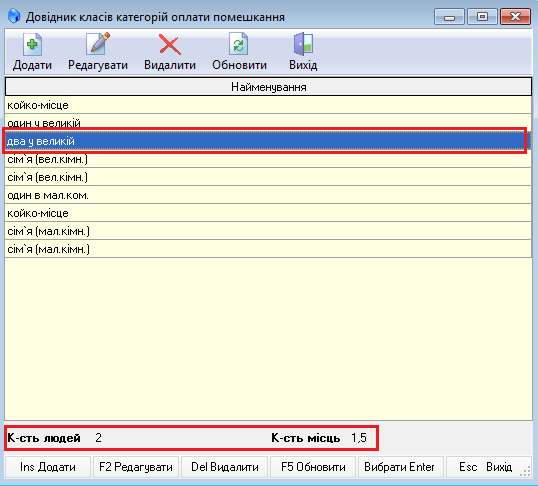 Довідник класів категорій оплати помешкання
Додати Редагувати Видалити Обновити Вихід
Найменування
койко-місце
один у великій
два у великій
сім`я (вел.кімн.)
сім`я (вел.кімн.)
один в мал.ком.
койко-місце
сім`я (мал.кімн.)
сім`я (мал.кімн.)
К-сть людей 2 К-сть місць 1,5
Ins Додати F2 Редагувати Del Видалити F5 Обновити Вибрати Enter Esc Вихід